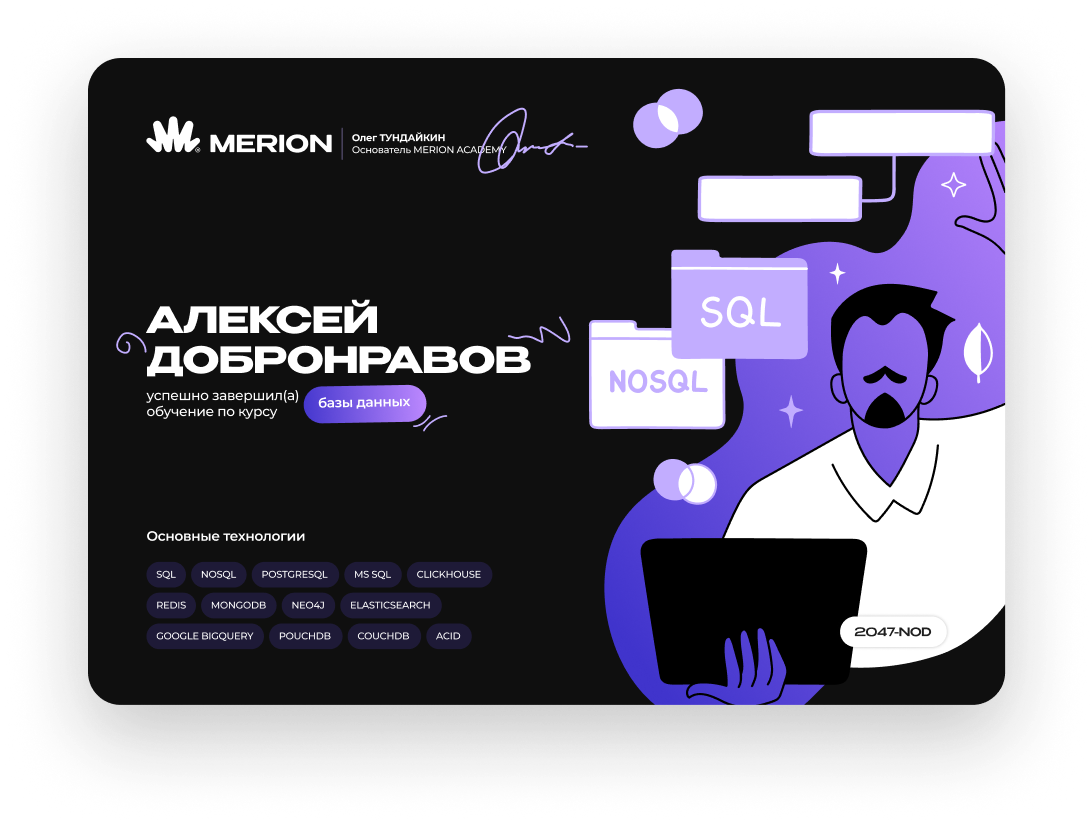 MERION
Олег ТУНДАЙКИН
Основатель MERION ACADEMY
АЛЕКСЕЙ
ДОБРОНРАВОВ
успешно завершил(а)
обучение по курсу
базы данных
SQL
NOSQL
Основные технологии
SQL NOSQL POSTGRESQL MS SQL CLICKHOUSE
REDIS MONGODB NEO4J ELASTICSEARCH
GOOGLE BIGQUERY POUCHDB COUCHDB ACID
2047-NOD